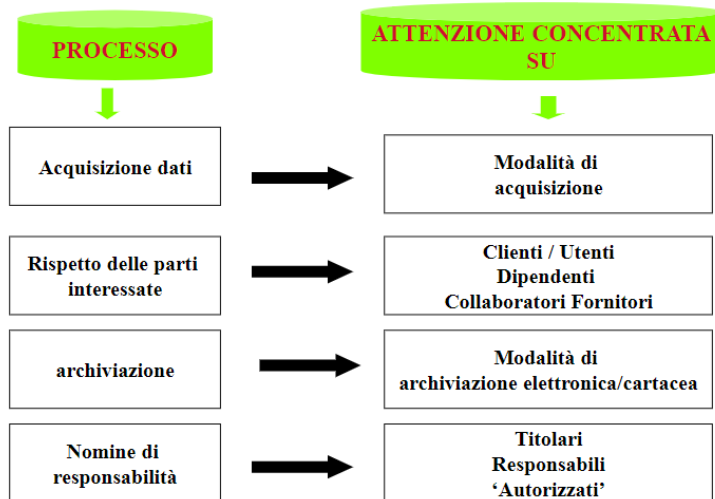 PROCESSO
ATTENZIONE CONCENTRATA
SU
Acquisizione dati
Modalità di
acquisizione
Rispetto delle parti
interessate
Clienti / Utenti
Dipendenti
Collaboratori Fornitori
archiviazione
Modalità di
archiviazione elettronica/cartacea
Nomine di
responsabilità
Titolari
Responsabili
‘Autorizzati’